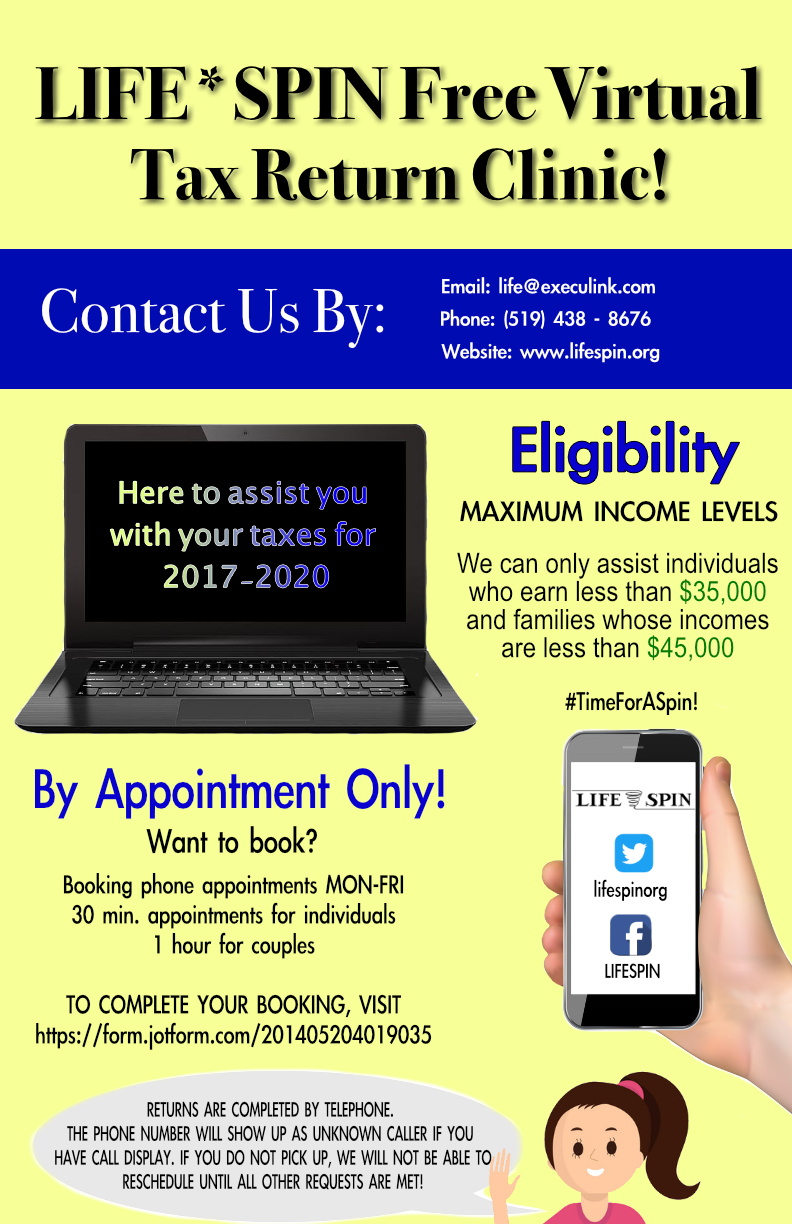 LIFE*SPIN Free Virtual
Tax Return Clinic!
Contact Us By:
Email: life@execulink.com
Phone: (519) 438 - 8676
Website: www.lifespin.org
Here to assist you
with your taxes for
2017-2020
Eligibility
MAXIMUM INCOME LEVELS
We can only assist individuals
who earn less than $35,000
and families whose incomes
are less than $45,000
#TimeForASpin!
LIFE SPIN
lifespinorg
LIFESPIN
By Appointment Only!
Want to book?
Booking phone appointments MON-FRI
30 min. appointments for individuals
1 hour for couples
TO COMPLETE YOUR BOOKING, VISIT
https://form.jotform.com/201405204019035
RETURNS ARE COMPLETED BY TELEPHONE.
THE PHONE NUMBER WILL SHOW UP AS UNKNOWN CALLER IF YOU
HAVE CALL DISPLAY. IF YOU DO NOT PICK UP, WE WILL NOT BE ABLE TO
RESCHEDULE UNTIL ALL OTHER REQUESTS ARE MET!